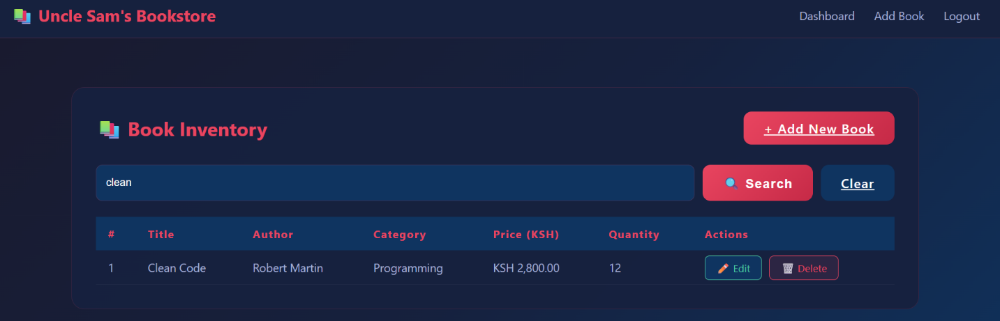 Uncle Sam's Bookstore
Dashboard Add Book Logout
Book Inventory
+ Add New Book
clean
Search
Clear
# Title Author Category Price (KSH) Quantity Actions
1 Clean Code Robert Martin Programming KSH 2,800.00 12 Edit Delete